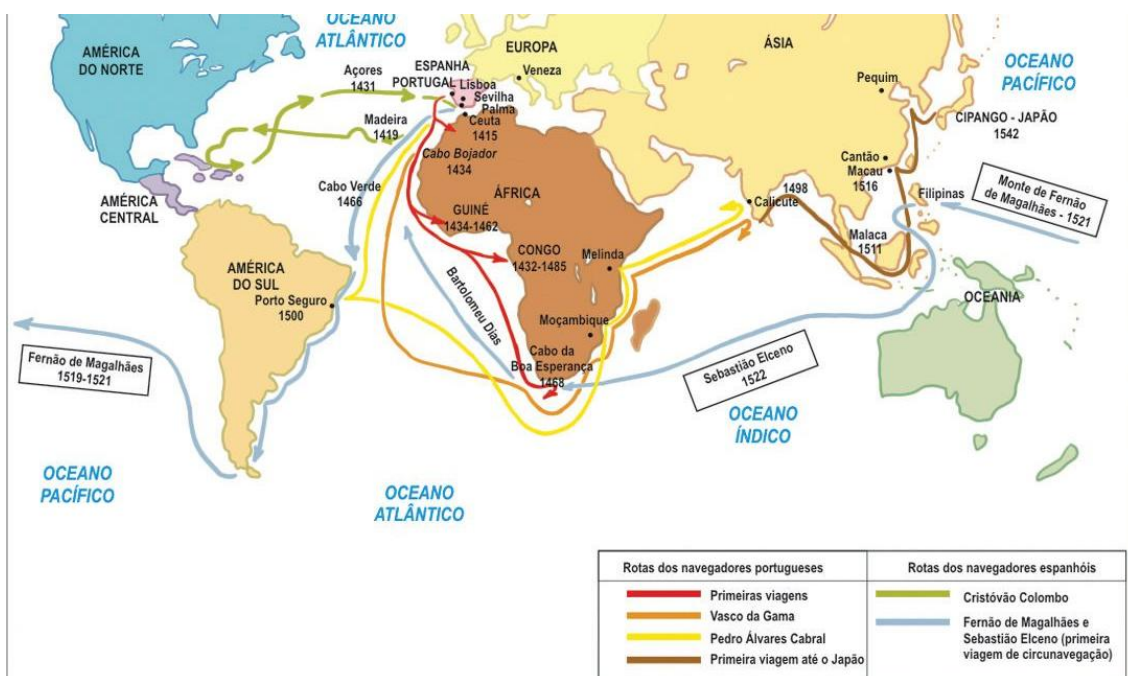 OCEANO
ATLÂNTICO
AMÉRICA
DO NORTE
EUROPA
ÁSIA
OCEANO
PACÍFICO
Açores
1431
ESPANHA
PORTUGAL
Lisboa
Sevilha
Palma
Ceuta
1415
Veneza
Pequim
Madeira
1419
CIPANGO - JAPÃO
1542
Cabo Bojador
1434
Cantão
Macau
1516
Cabo Verde
1466
ÁFRICA
1498
Calicute
Filipinas
Monte de Fernão
de Magalhães - 1521
AMÉRICA
CENTRAL
GUINÉ
1434-1462
Malaca
1511
CONGO
1432-1485
Melinda
AMÉRICA
DO SUL
Porto Seguro
1500
Bartolomeu Dias
OCEANIA
Moçambique
Fernão de Magalhães
1519-1521
Cabo da
Boa Esperança
1468
Sebastião Elceno
1522
OCEANO
ÍNDICO
OCEANO
PACÍFICO
OCEANO
ATLÂNTICO
Rotas dos navegadores portugueses
Primeiras viagens
Vasco da Gama
Pedro Álvares Cabral
Primeira viagem até o Japão
Rotas dos navegadores espanhóis
Cristóvão Colombo
Fernão de Magalhães e
Sebastião Elceno (primeira
viagem de circunavegação)